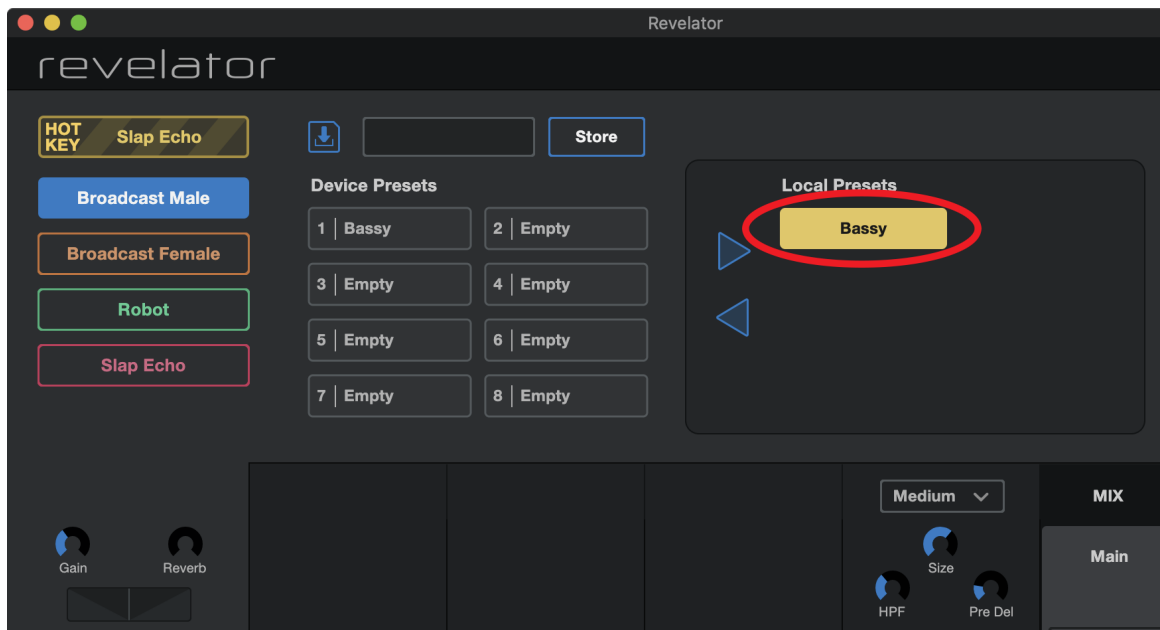 Revelator
revelator
HOT KEY Slap Echo
Store
Broadcast Male
Device Presets
Local Presets
1 Bassy
2 Empty
Bassy
Broadcast Female
3 Empty
4 Empty
Robot
5 Empty
6 Empty
Slap Echo
7 Empty
8 Empty
Medium
MIX
Gain
Reverb
Size
Main
HPF
Pre Del